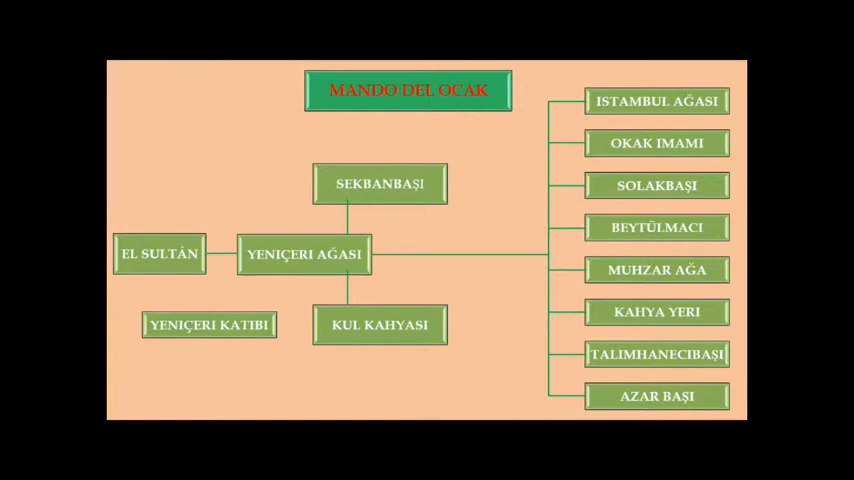 MANDO DEL OCAK
ISTAMBUL AĞASI
OKAK IMAMI
SEKBANBAŞI
SOLAKBAŞI
BEYTÜLMACI
EL SULTÁN
YENIÇERI AĞASI
MUHZAR AĞA
KAHYA YERI
YENIÇERI KATIBI
KUL KAHYASI
TALIMHANECIBAŞI
AZAR BAŞI